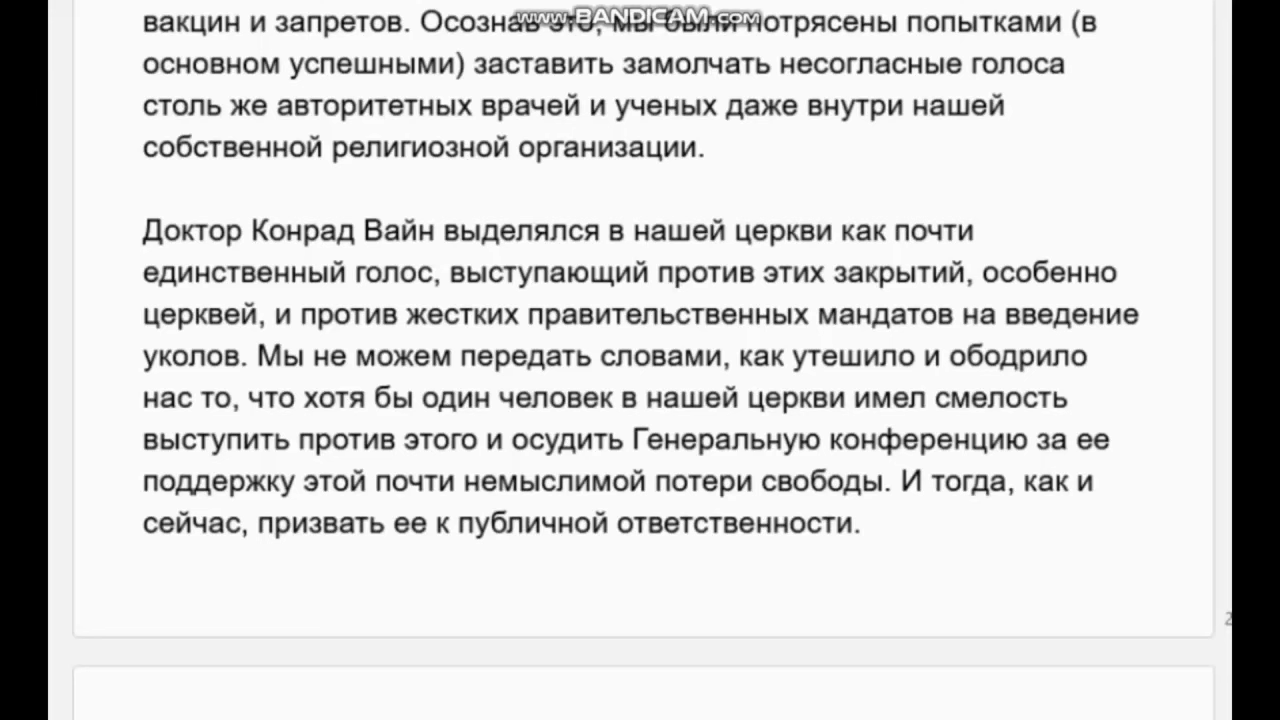 www.BANDICAM.com
вакцин и запретов. Осознав это, мы были потрясены попытками (в
основном успешными) заставить замолчать несогласные голоса
столь же авторитетных врачей и ученых даже внутри нашей
собственной религиозной организации.
Доктор Конрад Вайн выделялся в нашей церкви как почти
единственный голос, выступающий против этих закрытий, особенно
церквей, и против жестких правительственных мандатов на введение
уколов. Мы не можем передать словами, как утешило и ободрило
нас то, что хотя бы один человек в нашей церкви имел смелость
выступить против этого и осудить Генеральную конференцию за ее
поддержку этой почти немыслимой потери свободы. И тогда, как и
сейчас, призвать ее к публичной ответственности.
2